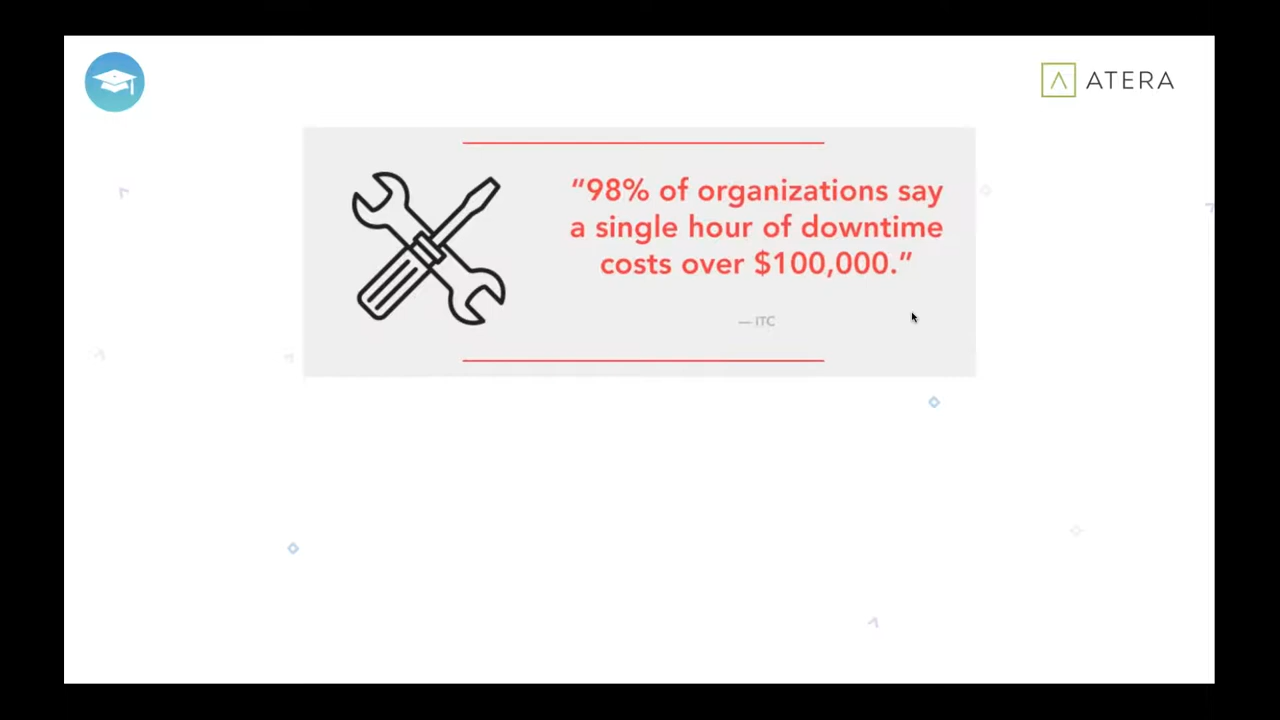 ATERA
“98% of organizations say
a single hour of downtime
costs over $100,000.”
— ITC